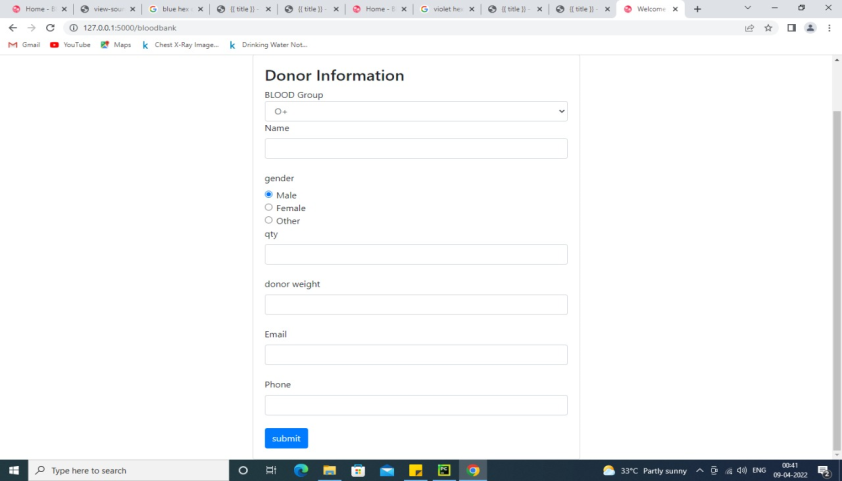 Home - B
view-sour
blue hex
{{ title }} -
{{ title }} -
Home - B
violet hex
{{ title }} -
{{ title }} -
Welcome
127.0.0.1:5000/bloodbank
Gmail YouTube Maps Chest X-Ray Image... Drinking Water Not...
Donor Information
BLOOD Group
O+
Name
gender
Male
Female
Other
qty
donor weight
Email
Phone
submit
Type here to search
33°C Partly sunny
ENG
00:41
09-04-2022
2